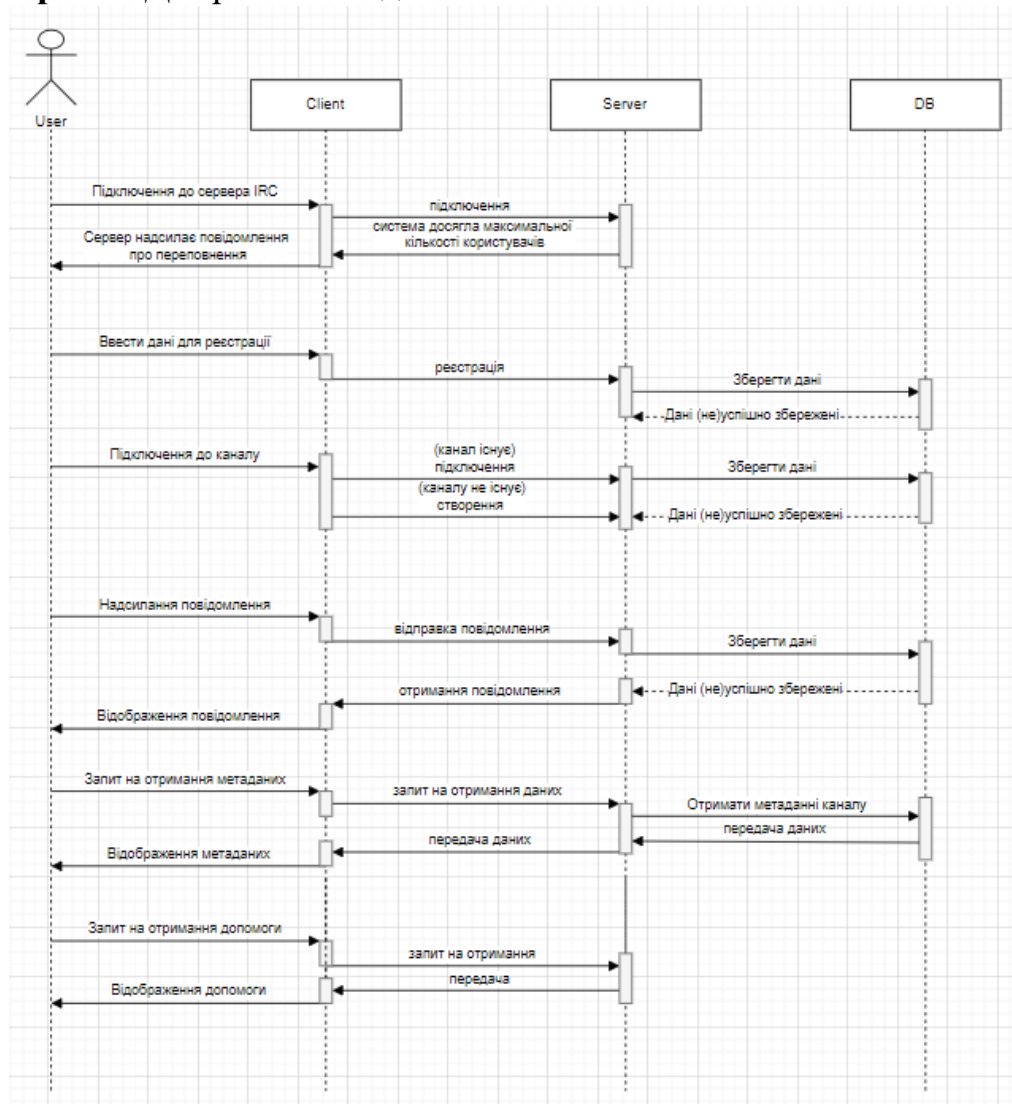 User
Client
Server
DB
Підключення до сервера IRC
підключення
система досягла максимальної
кількості користувачів
Сервер надсилає повідомлення
про переповнення
Ввести дані для реєстрації
реєстрація
Зберегти дані
Дані (не)успішно збережені
Підключення до каналу
(канал існує)
підключення
Зберегти дані
(каналу не існує)
створення
Дані (не)успішно збережені
Надсилання повідомлення
відправка повідомлення
Зберегти дані
отримання повідомлення
Дані (не)успішно збережені
Відображення повідомлення
Запит на отримання метаданих
запит на отримання даних
Отримати метаданні каналу
передача даних
передача даних
Відображення метаданих
Запит на отримання допомоги
запит на отримання
передача
Відображення допомоги